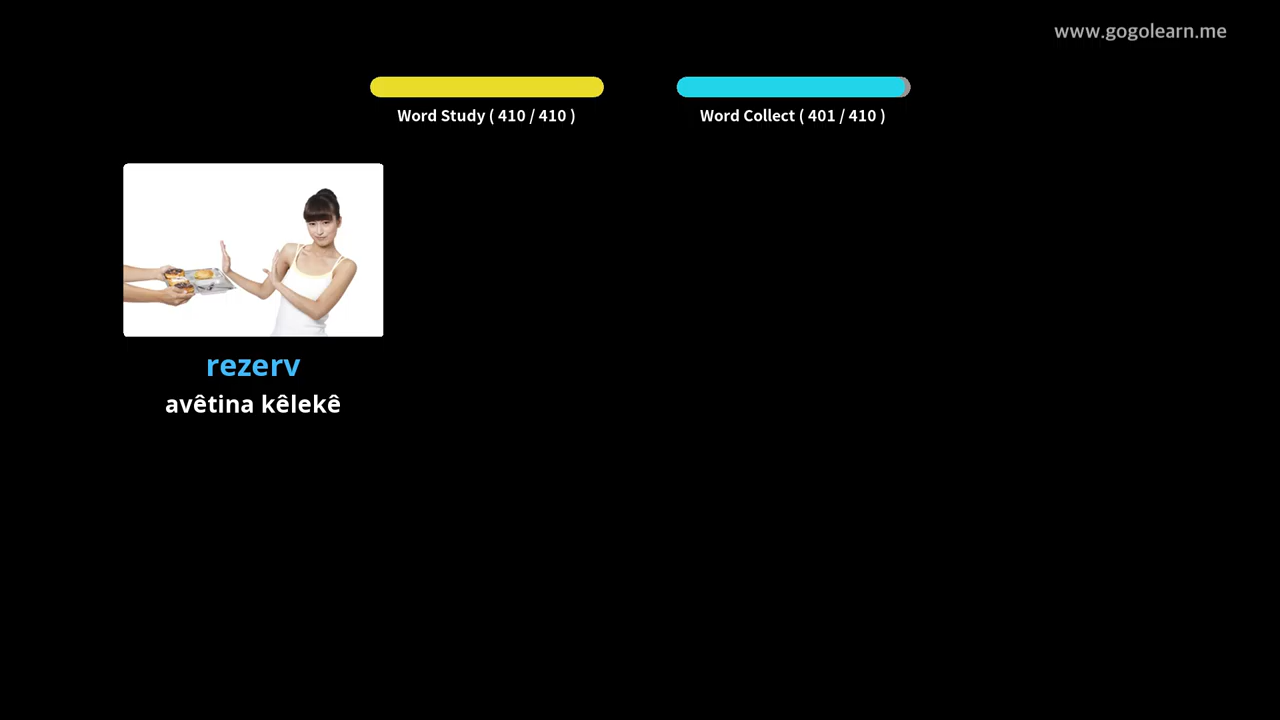 www.gogolearn.me
Word Study ( 410 / 410 )
Word Collect ( 401 / 410 )
rezerv
avêtina kêlekê